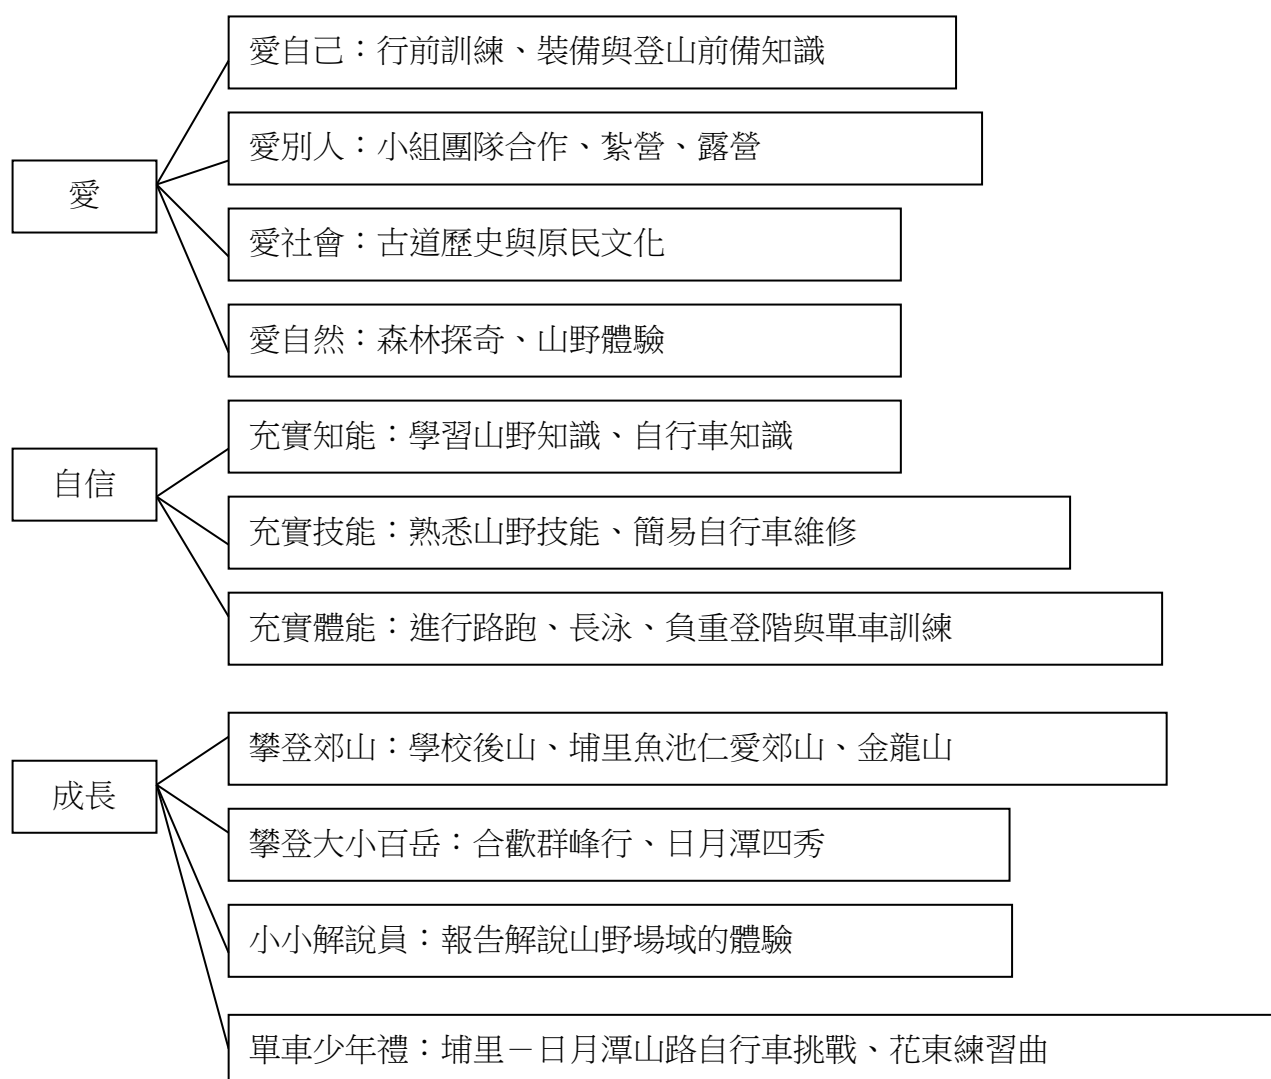 愛
愛自己：行前訓練、裝備與登山前備知識
愛別人：小組團隊合作、紮營、露營
愛社會：古道歷史與原民文化
愛自然：森林探奇、山野體驗
自信
充實知能：學習山野知識、自行車知識
充實技能：熟悉山野技能、簡易自行車維修
充實體能：進行路跑、長泳、負重登階與單車訓練
成長
攀登郊山：學校後山、埔里魚池仁愛郊山、金龍山
攀登大小百岳：合歡群峰行、日月潭四秀
小小解說員：報告解說山野場域的體驗
單車少年禮：埔里－日月潭山路自行車挑戰、花東練習曲